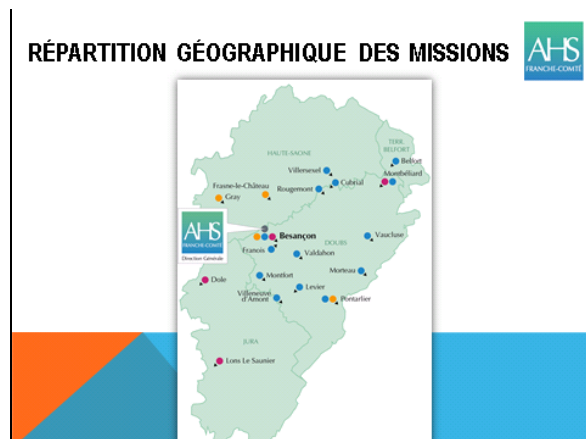 RÉPARTITION GÉOGRAPHIQUE DES MISSIONS
AHS
FRANCHE-COMTÉ
HAUTE-SAONE
TERR.
BELFORT
Belfort
Villersexel
Montbéliard
Cubrial
Frasne-le-Château
Rougemont
Gray
AHS
FRANCHE-COMTÉ
Direction Générale
Besançon
Vaucluse
DOUBS
Franois
Valdahon
Morteau
Dole
Montfort
Levier
Villeneuve
d'Amont
Pontarlier
JURA
Lons Le Saunier